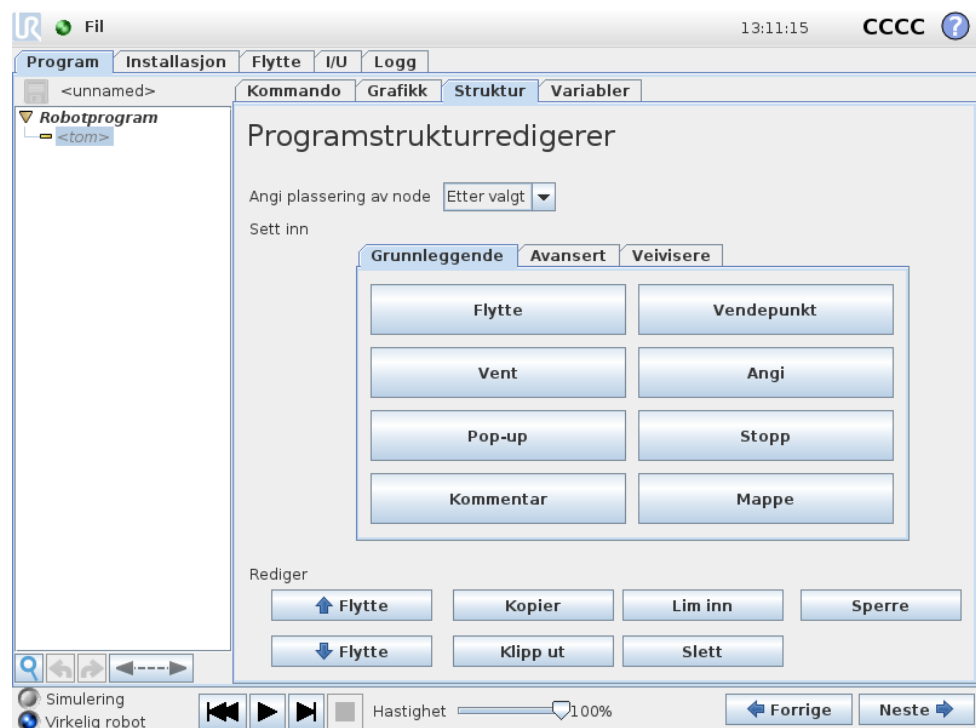 UR Fil 13:11:15 CCCC ?
Program Installasjon Flytte I/U Logg
<unnamed>
Kommando Grafikk Struktur Variabler
Robotprogram
<tom>
Programstrukturredigerer
Angi plassering av node Etter valgt
Sett inn
Grunnleggende Avansert Veivisere
Flytte Vendepunkt
Vent Angi
Pop-up Stopp
Kommentar Mappe
Rediger
Flytte Kopier Lim inn Sperre
Flytte Klipp ut Slett
Simulering
Virkelig robot
Hastighet 100% Forrige Neste